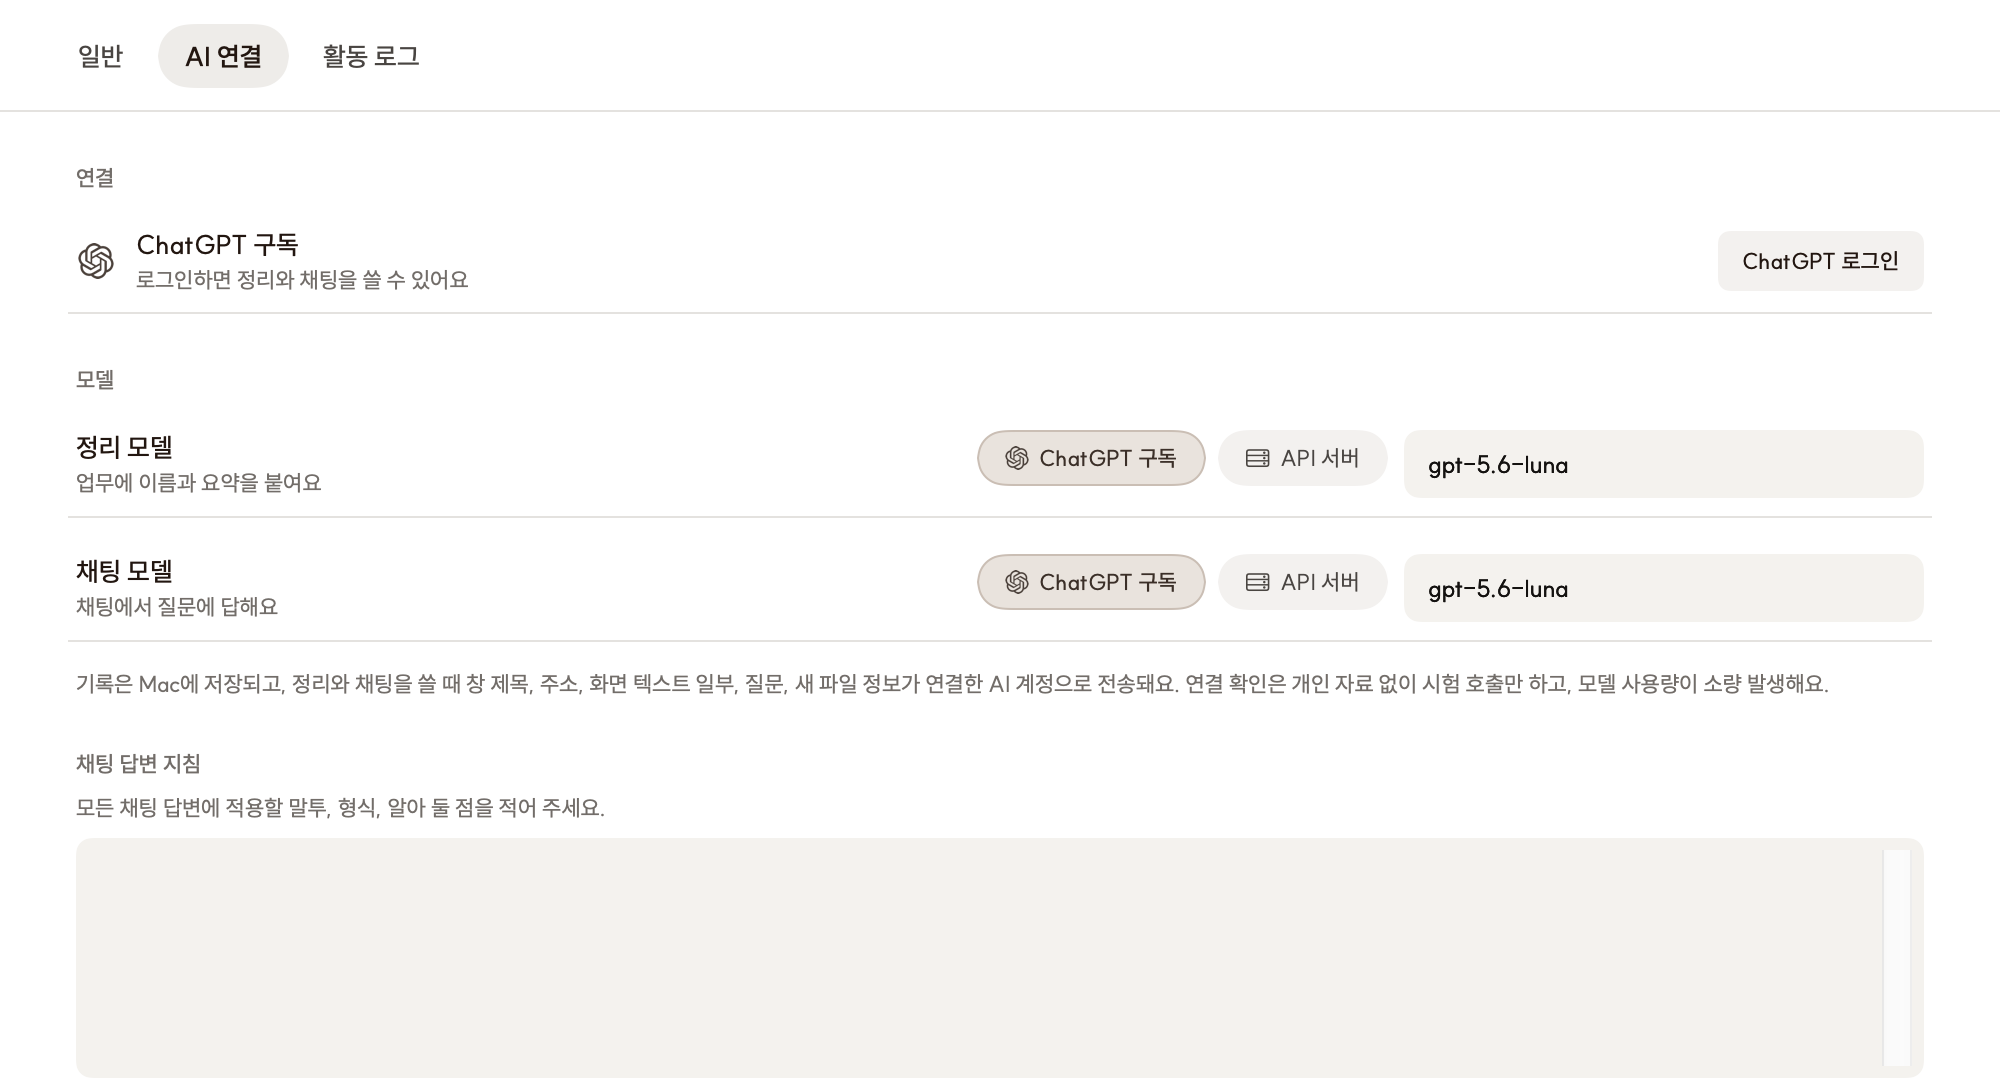 일반
AI 연결
활동 로그
연결
ChatGPT 구독
로그인하면 정리와 채팅을 쓸 수 있어요
ChatGPT 로그인
모델
정리 모델
업무에 이름과 요약을 붙여요
ChatGPT 구독
API 서버
gpt-5.6-luna
채팅 모델
채팅에서 질문에 답해요
ChatGPT 구독
API 서버
gpt-5.6-luna
기록은 Mac에 저장되고, 정리와 채팅을 쓸 때 창 제목, 주소, 화면 텍스트 일부, 질문, 새 파일 정보가 연결한 AI 계정으로 전송돼요. 연결 확인은 개인 자료 없이 시험 호출만 하고, 모델 사용량이 소량 발생해요.
채팅 답변 지침
모든 채팅 답변에 적용할 말투, 형식, 알아 둘 점을 적어 주세요.